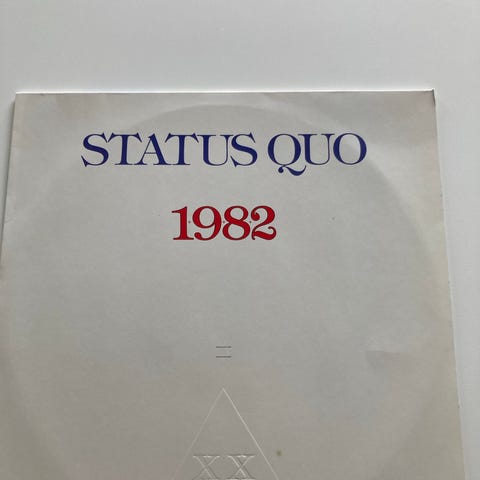 STATUS QUO
1982
=
XX